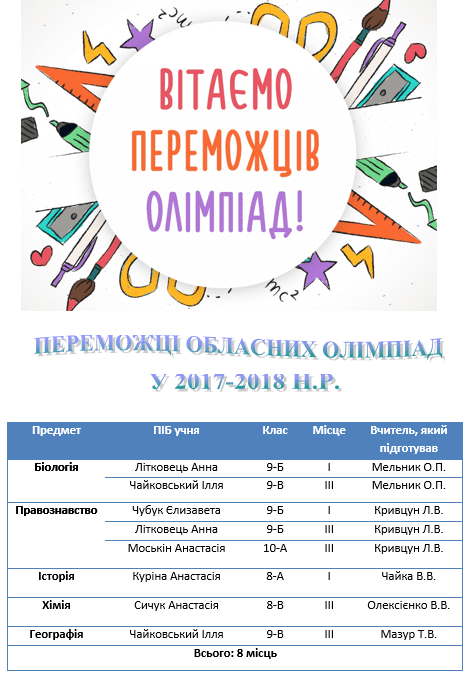 ВІТАЄМО
ПЕРЕМОЖЦІВ
ОЛІМПІАД!
mc²
mc²
ПЕРЕМОЖЦІ ОБЛАСНИХ ОЛІМПІАД
У 2017-2018 Н.Р.
Предмет ПІБ учня Клас Місце Вчитель, який підготував
Біологія Літковець Анна 9-Б І Мельник О.П.
Чайковський Ілля 9-В ІІІ Мельник О.П.
Правознавство Чубук Єлизавета 9-Б І Кривцун Л.В.
Літковець Анна 9-Б ІІІ Кривцун Л.В.
Моськін Анастасія 10-А ІІІ Кривцун Л.В.
Історія Куріна Анастасія 8-А І Чайка В.В.
Хімія Сичук Анастасія 8-В ІІІ Олексієнко В.В.
Географія Чайковський Ілля 9-В ІІІ Мазур Т.В.
Всього: 8 місць